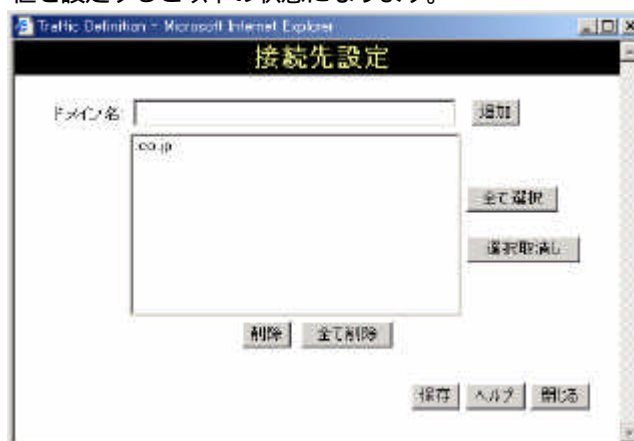 値を設定すると以下の状態になります。
Traffic Definition - Microsoft Internet Explorer
接続先設定
ドメイン名
追加
.co.jp
全て選択
選択取消し
削除 全て削除
保存 ヘルプ 閉じる